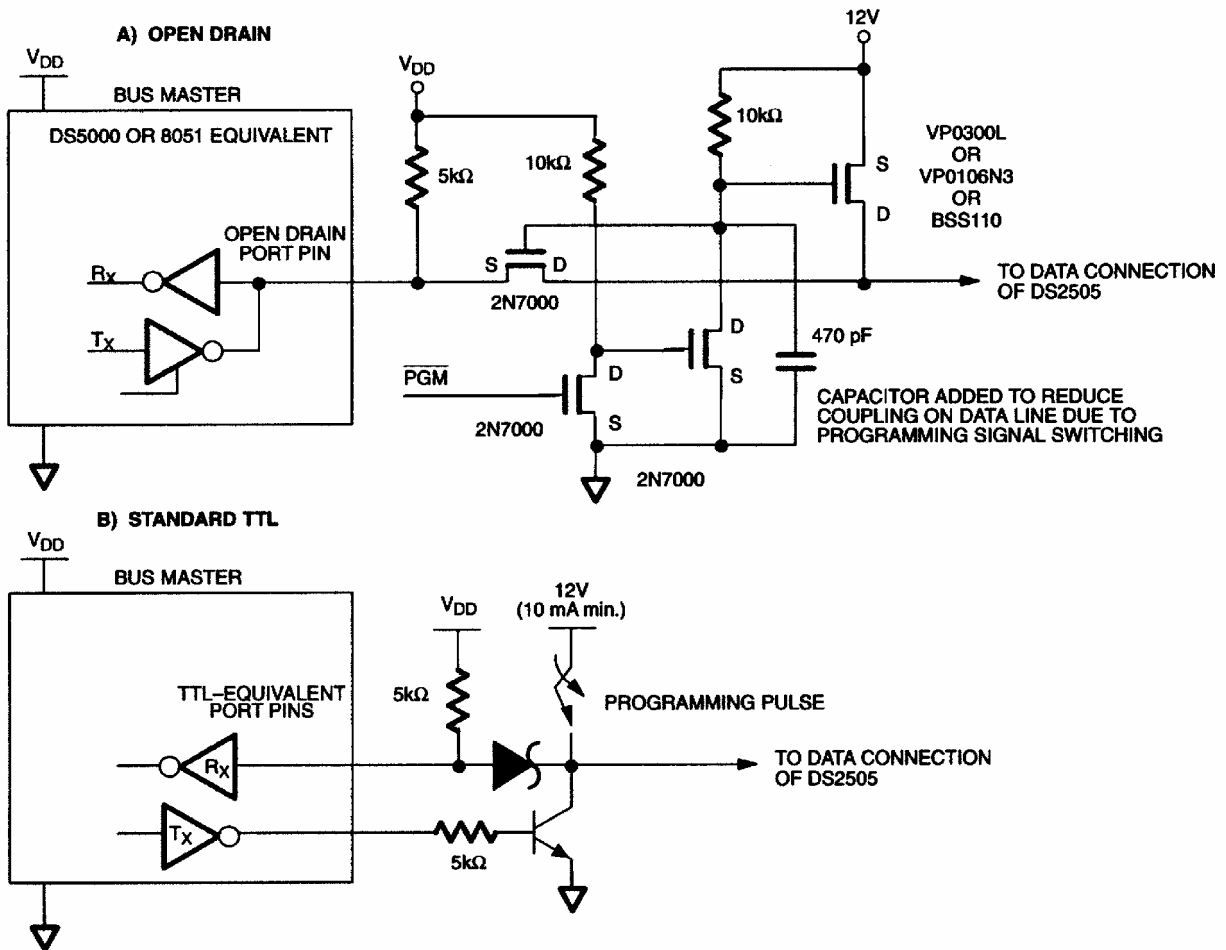 A) OPEN DRAIN
VDD
BUS MASTER
DS5000 OR 8051 EQUIVALENT
OPEN DRAIN
PORT PIN
RX
TX
VDD
5kΩ
10kΩ
S
D
2N7000
PGM
D
S
2N7000
12V
10kΩ
VP0300L
OR
VP0106N3
OR
BSS110
S
D
TO DATA CONNECTION
OF DS2505
D
S
470 pF
2N7000
CAPACITOR ADDED TO REDUCE
COUPLING ON DATA LINE DUE TO
PROGRAMMING SIGNAL SWITCHING
B) STANDARD TTL
VDD
BUS MASTER
TTL–EQUIVALENT
PORT PINS
RX
TX
VDD
5kΩ
5kΩ
12V
(10 mA min.)
PROGRAMMING PULSE
TO DATA CONNECTION
OF DS2505